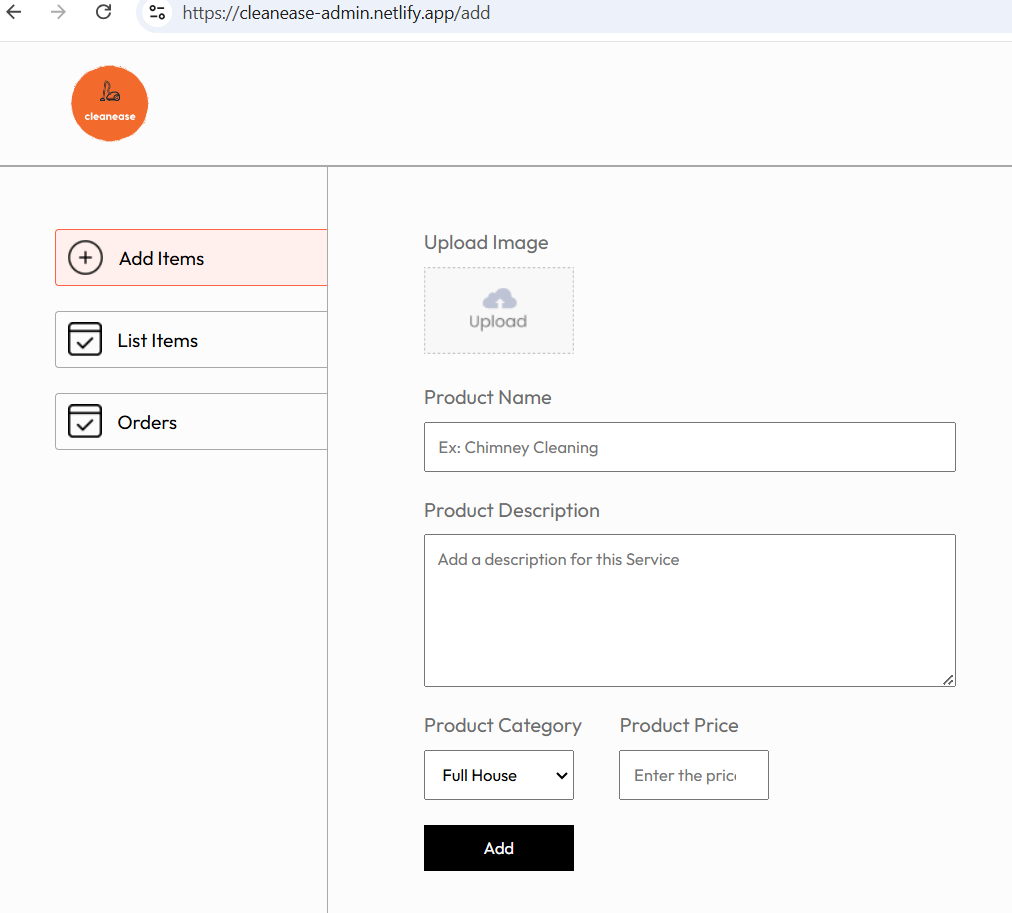 https://cleanease-admin.netlify.app/add
cleanease
Add Items
List Items
Orders
Upload Image
Upload
Product Name
Ex: Chimney Cleaning
Product Description
Add a description for this Service
Product Category
Product Price
Full House
Enter the pric
Add